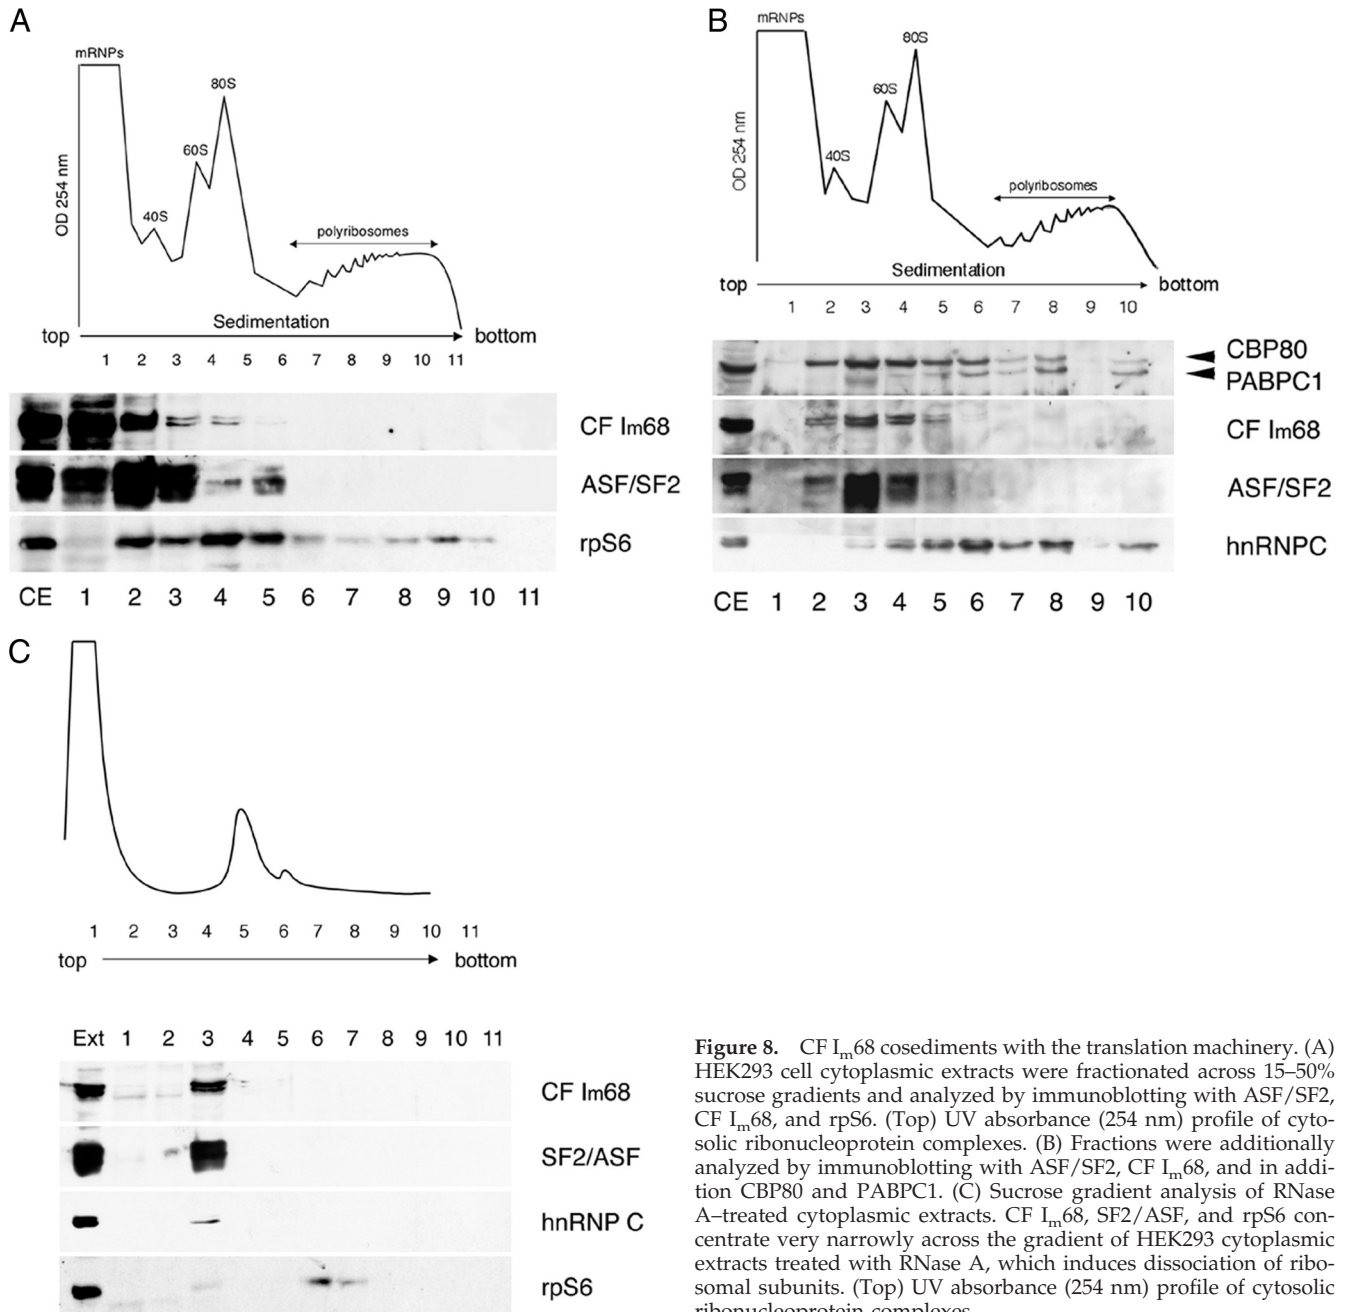 A
mRNPs
80S
60S
40S
OD 254 nm
polyribosomes
Sedimentation
top
bottom
1 2 3 4 5 6 7 8 9 10 11
CF Im68
ASF/SF2
rpS6
CE 1 2 3 4 5 6 7 8 9 10 11
B
mRNPs
80S
60S
40S
OD 254 nm
polyribosomes
Sedimentation
top
bottom
1 2 3 4 5 6 7 8 9 10
CBP80
PABPC1
CF Im68
ASF/SF2
hnRNPC
CE 1 2 3 4 5 6 7 8 9 10
C
1 2 3 4 5 6 7 8 9 10 11
top
bottom
Ext 1 2 3 4 5 6 7 8 9 10 11
CF Im68
SF2/ASF
hnRNP C
rpS6
Figure 8. CF Im68 cosediments with the translation machinery. (A)
HEK293 cell cytoplasmic extracts were fractionated across 15–50%
sucrose gradients and analyzed by immunoblotting with ASF/SF2,
CF Im68, and rpS6. (Top) UV absorbance (254 nm) profile of cyto-
solic ribonucleoprotein complexes. (B) Fractions were additionally
analyzed by immunoblotting with ASF/SF2, CF Im68, and in addi-
tion CBP80 and PABPC1. (C) Sucrose gradient analysis of RNase
A–treated cytoplasmic extracts. CF Im68, SF2/ASF, and rpS6 con-
centrate very narrowly across the gradient of HEK293 cytoplasmic
extracts treated with RNase A, which induces dissociation of ribo-
somal subunits. (Top) UV absorbance (254 nm) profile of cytosolic
ribonucleoprotein complexes